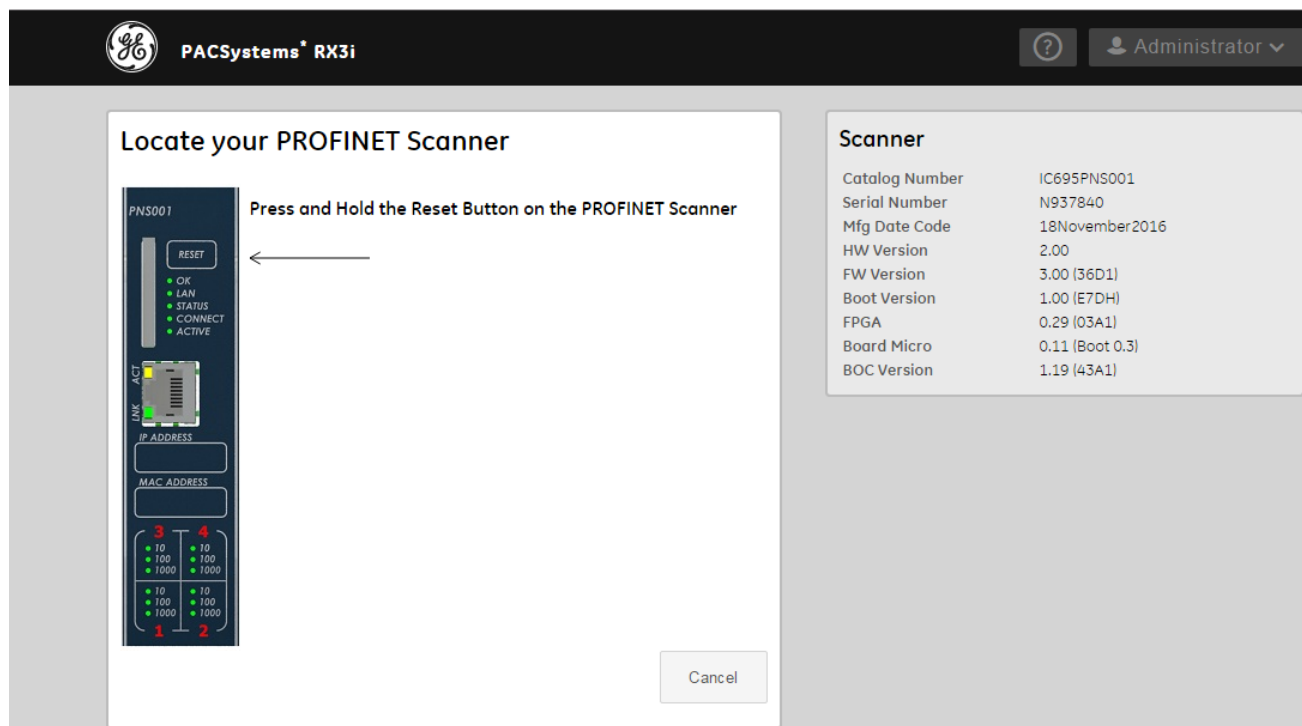 PACSystems* RX3i
?
Administrator
Locate your PROFINET Scanner
PNS001
Press and Hold the Reset Button on the PROFINET Scanner
RESET
OK
LAN
STATUS
CONNECT
ACTIVE
ACT
LNK
IP ADDRESS
MAC ADDRESS
3 4
10 10
100 100
1000 1000
10 10
100 100
1000 1000
1 2
Cancel
Scanner
Catalog Number IC695PNS001
Serial Number N937840
Mfg Date Code 18November2016
HW Version 2.00
FW Version 3.00 (36D1)
Boot Version 1.00 (E7DH)
FPGA 0.29 (03A1)
Board Micro 0.11 (Boot 0.3)
BOC Version 1.19 (43A1)